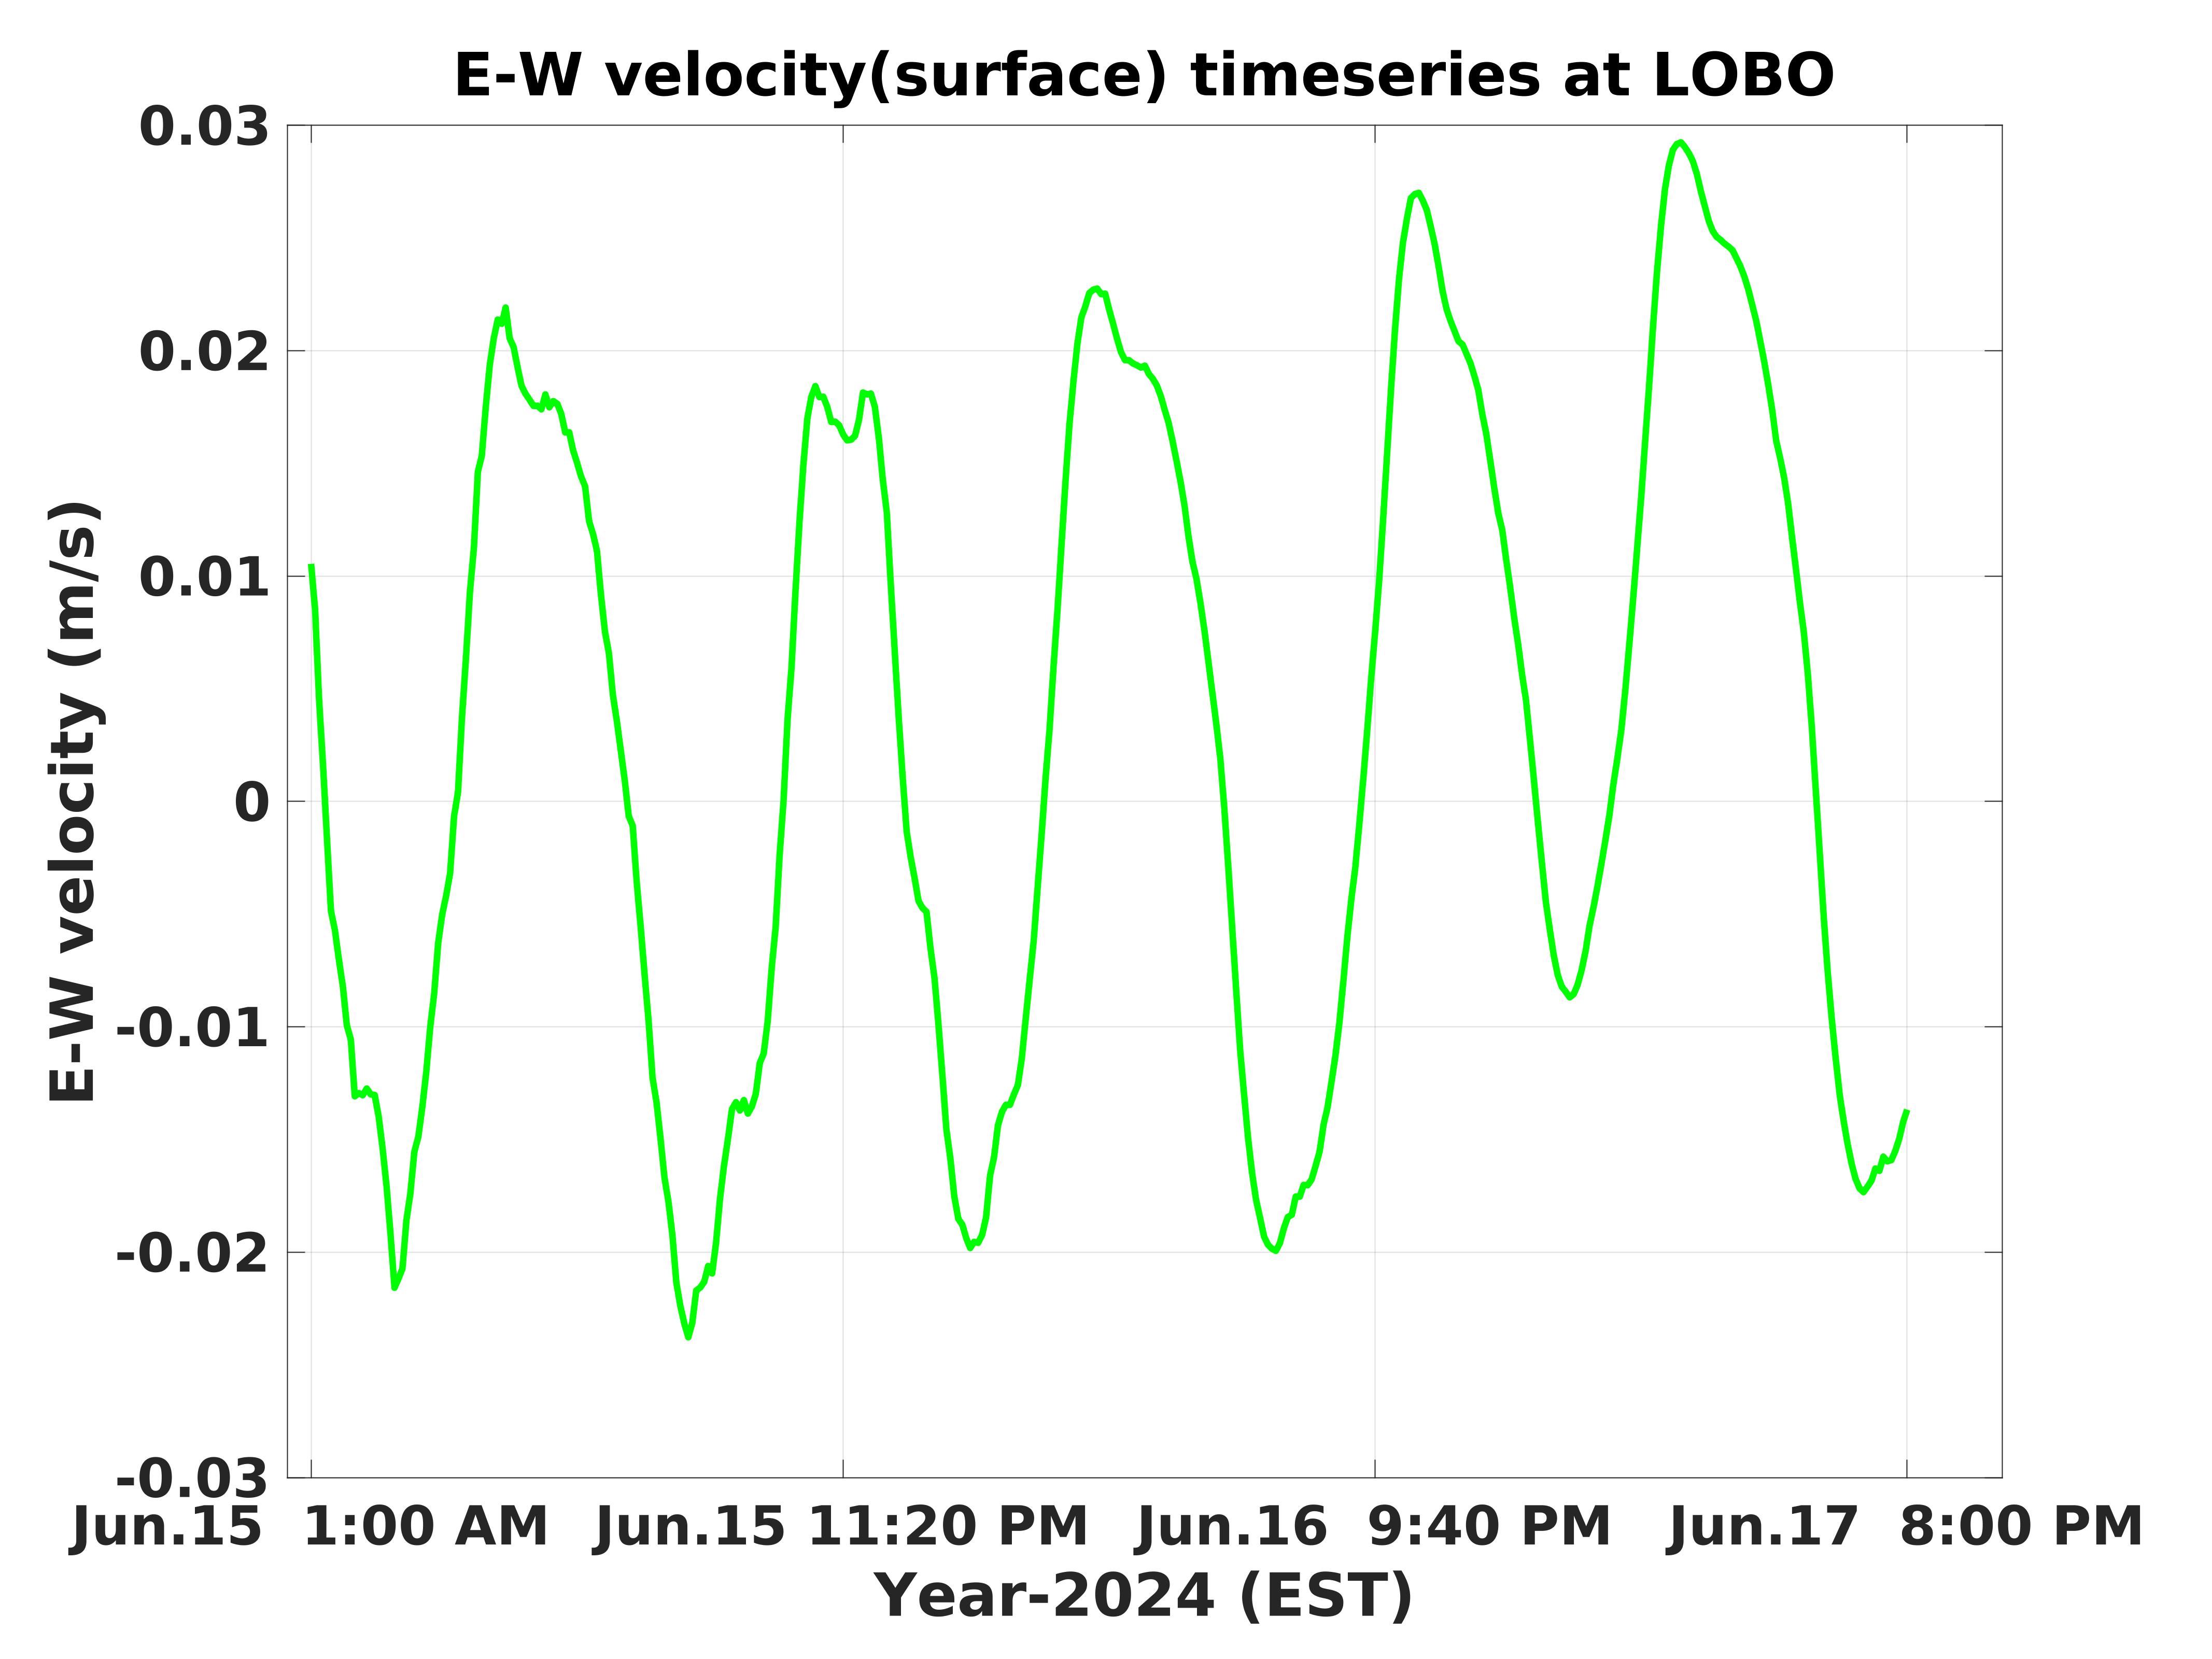 E-W velocity(surface) timeseries at LOBO
0.03
0.02
0.01
0
-0.01
-0.02
-0.03
E-W velocity (m/s)
Jun.15 1:00 AM Jun.15 11:20 PM Jun.16 9:40 PM Jun.17 8:00 PM
Year-2024 (EST)